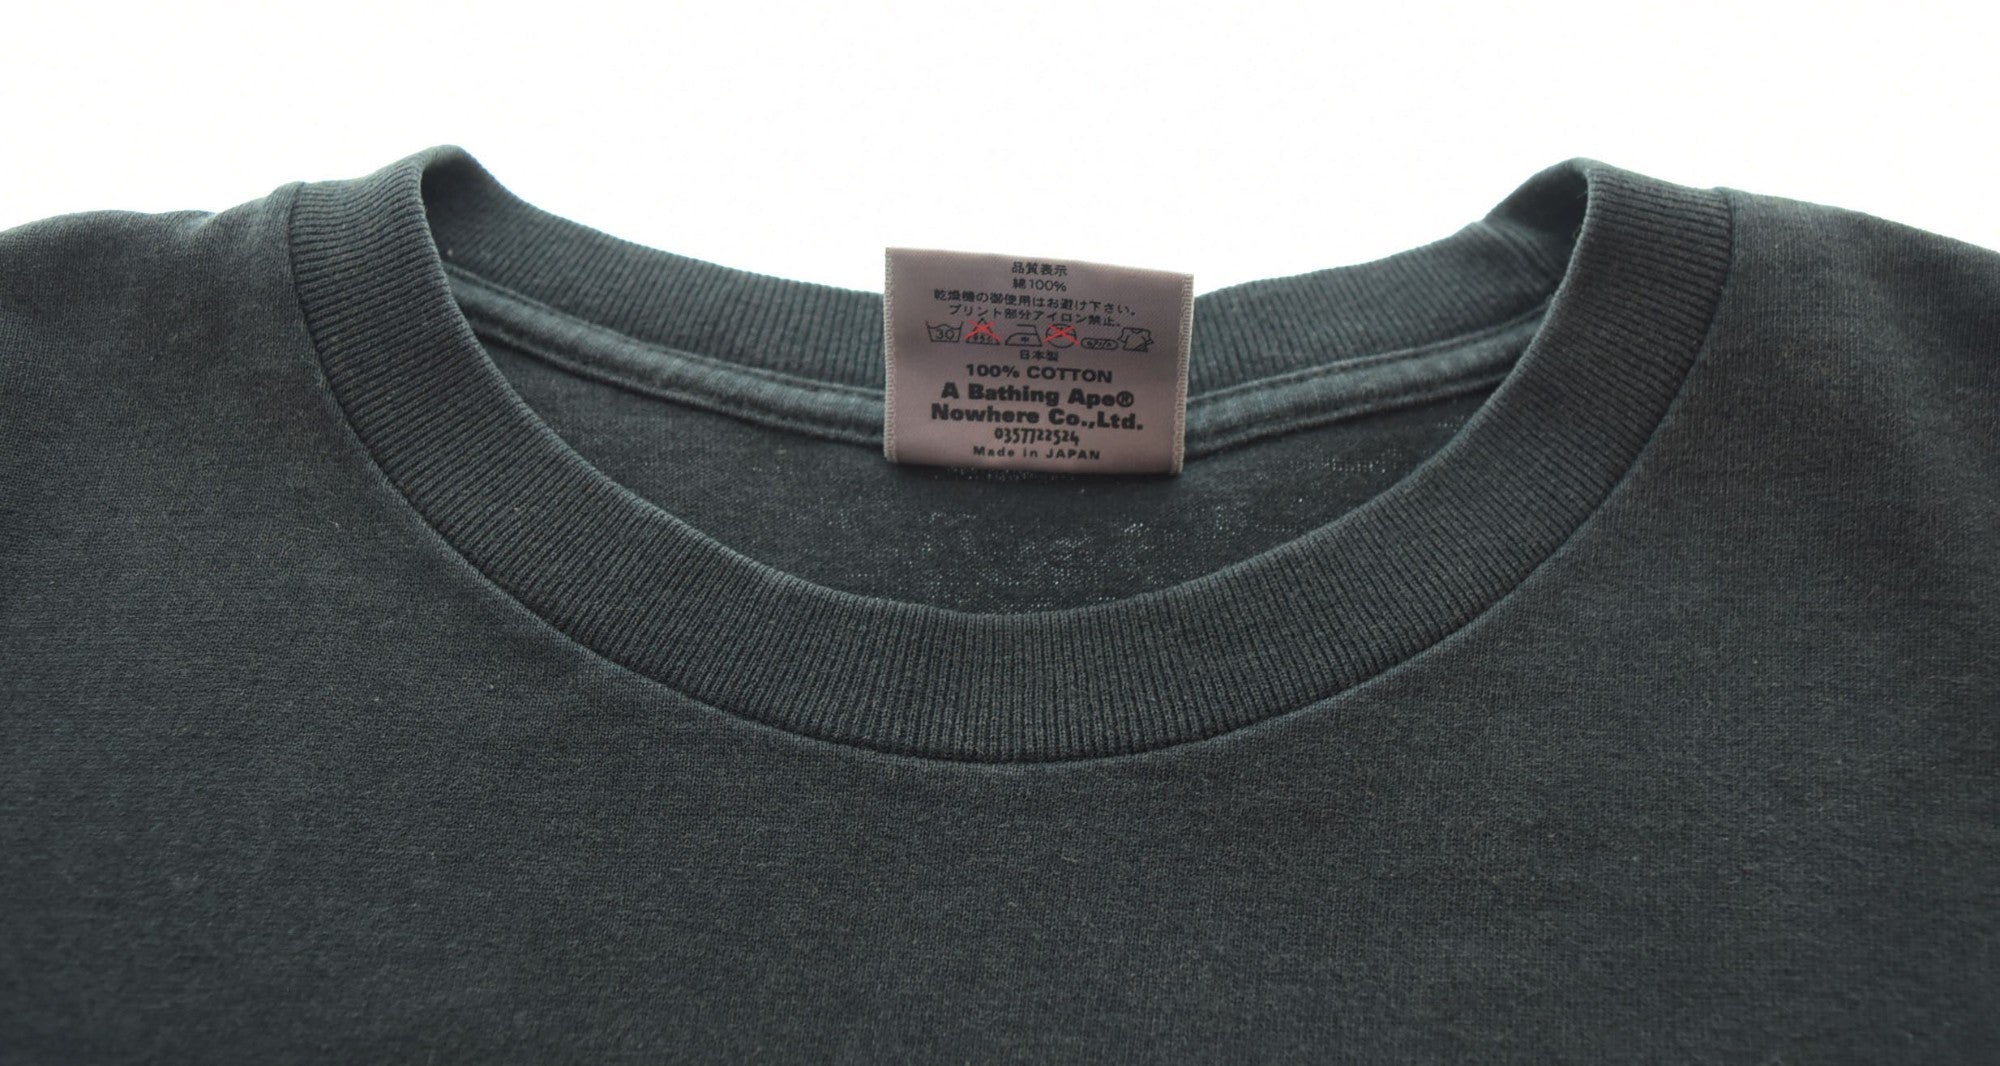 品質表示
綿100%
乾燥機の御使用はお避け下さい。
プリント部分アイロン禁止。
30 中
日本製
100% COTTON
A Bathing Ape®
Nowhere Co.,Ltd.
0357722524
Made in JAPAN